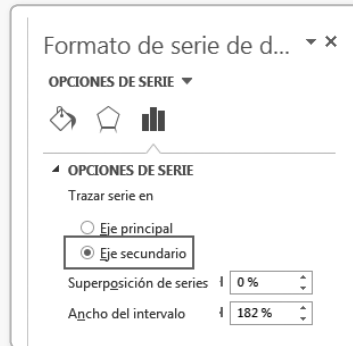 Formato de serie de d...
OPCIONES DE SERIE
OPCIONES DE SERIE
Trazar serie en
Eje principal
Eje secundario
Superposición de series 0 %
Ancho del intervalo 182 %